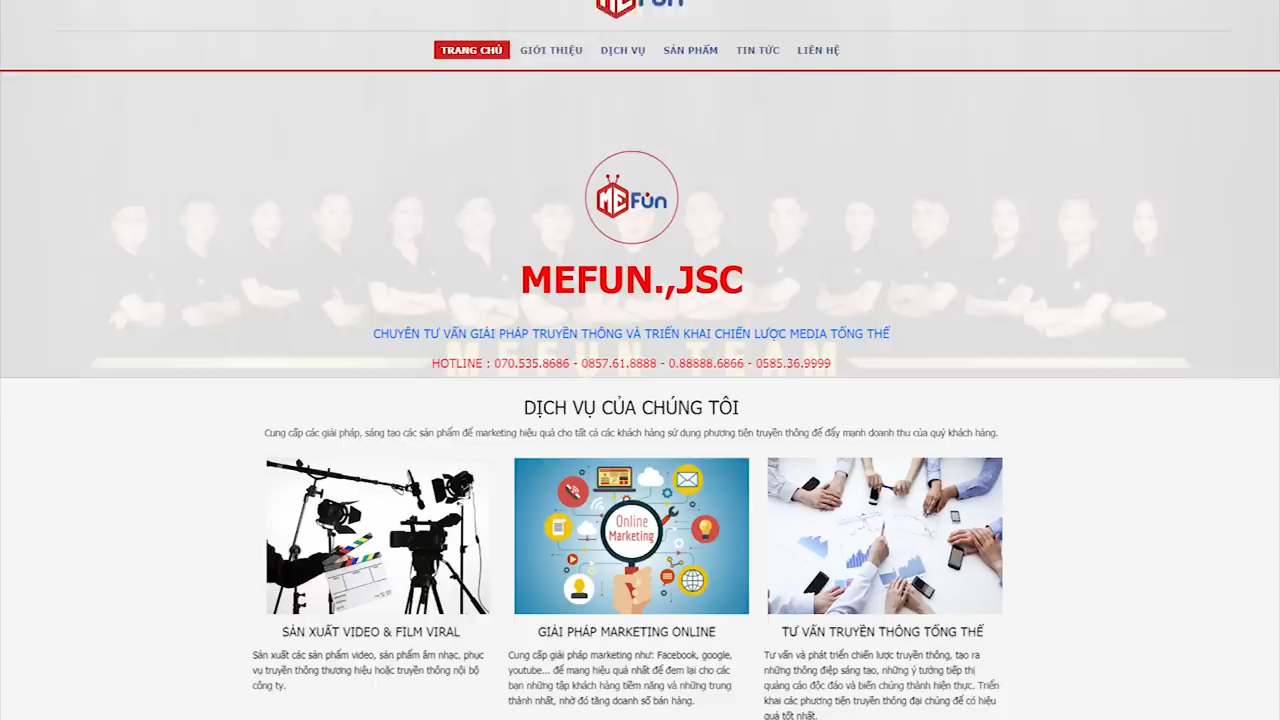 MEFun
TRANG CHỦ GIỚI THIỆU DỊCH VỤ SẢN PHẨM TIN TỨC LIÊN HỆ
MEFun
MEFUN.,JSC
CHUYÊN TƯ VẤN GIẢI PHÁP TRUYỀN THÔNG VÀ TRIỂN KHAI CHIẾN LƯỢC MEDIA TỔNG THỂ
MEFUN TEAM
HOTLINE : 070.535.8686 - 0857.61.8888 - 0.88888.6866 - 0585.36.9999
DỊCH VỤ CỦA CHÚNG TÔI
Cung cấp các giải pháp, sáng tạo các sản phẩm để marketing hiệu quả cho tất cả các khách hàng sử dụng phương tiện truyền thông để đẩy mạnh doanh thu của quý khách hàng.
Online
Marketing
SẢN XUẤT VIDEO & FILM VIRAL
Sản xuất các sản phẩm video, sản phẩm âm nhạc, phục
vụ truyền thông thương hiệu hoặc truyền thông nội bộ
công ty.
GIẢI PHÁP MARKETING ONLINE
Cung cấp giải pháp marketing như: Facebook, google,
youtube... để mang hiệu quả nhất để đem lại cho các
bạn những tập khách hàng tiềm năng và những trung
thành nhất, nhờ đó tăng doanh số bán hàng.
TƯ VẤN TRUYỀN THÔNG TỔNG THỂ
Tư vấn và phát triển chiến lược truyền thông, tạo ra
những thông điệp sáng tạo, những ý tưởng tiếp thị
quảng cáo độc đáo và biến chúng thành hiện thực. Triển
khai các phương tiện truyền thông đại chúng để có hiệu
quả tốt nhất.